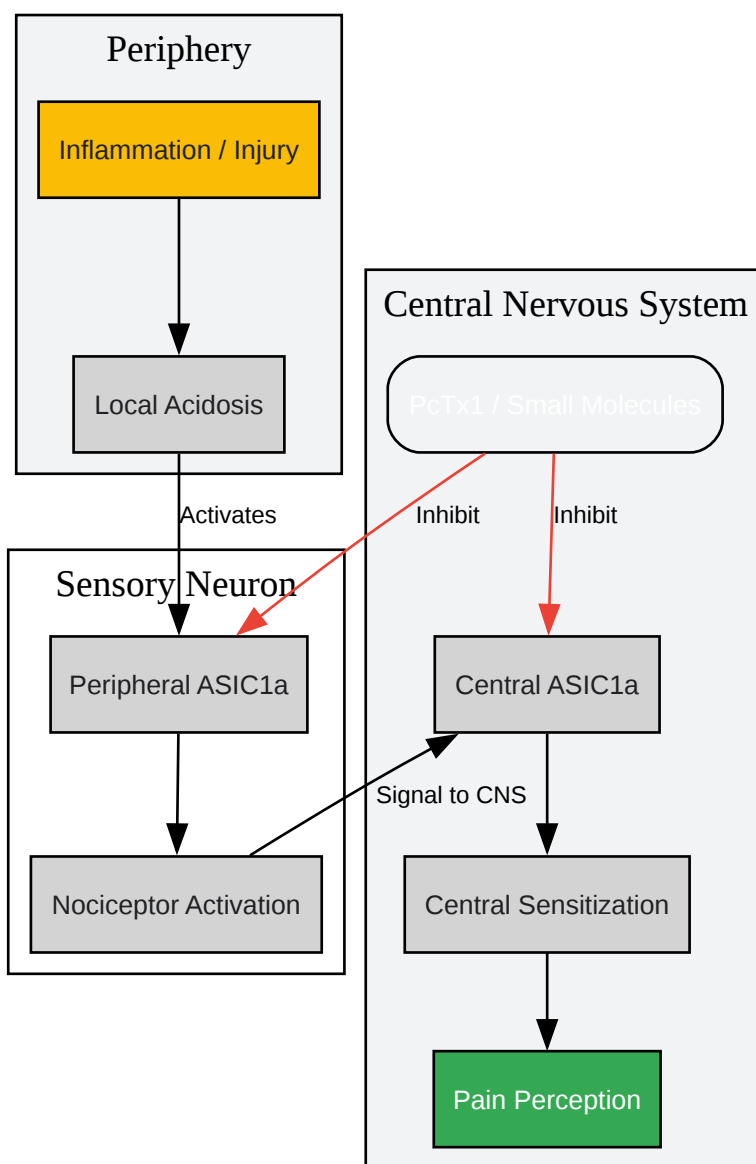 Periphery
Inflammation / Injury
Local Acidosis
Activates
Sensory Neuron
Peripheral ASIC1a
Nociceptor Activation
Central Nervous System
PcTx1 / Small Molecules
Inhibit
Inhibit
Central ASIC1a
Signal to CNS
Central Sensitization
Pain Perception